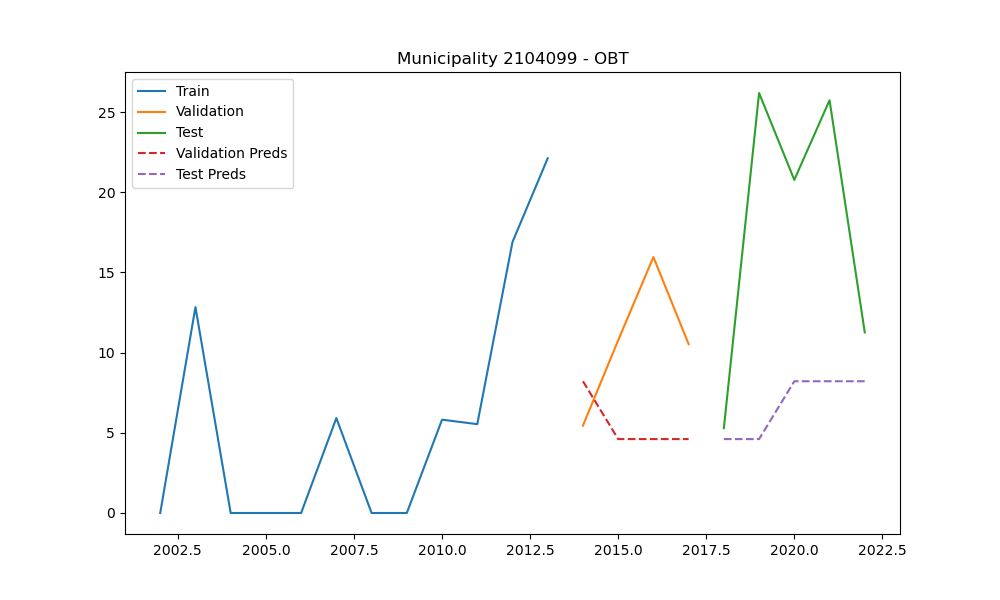 Municipality 2104099 - OBT
Train
Validation
Test
Validation Preds
Test Preds
25
20
15
10
5
0
2002.5 2005.0 2007.5 2010.0 2012.5 2015.0 2017.5 2020.0 2022.5